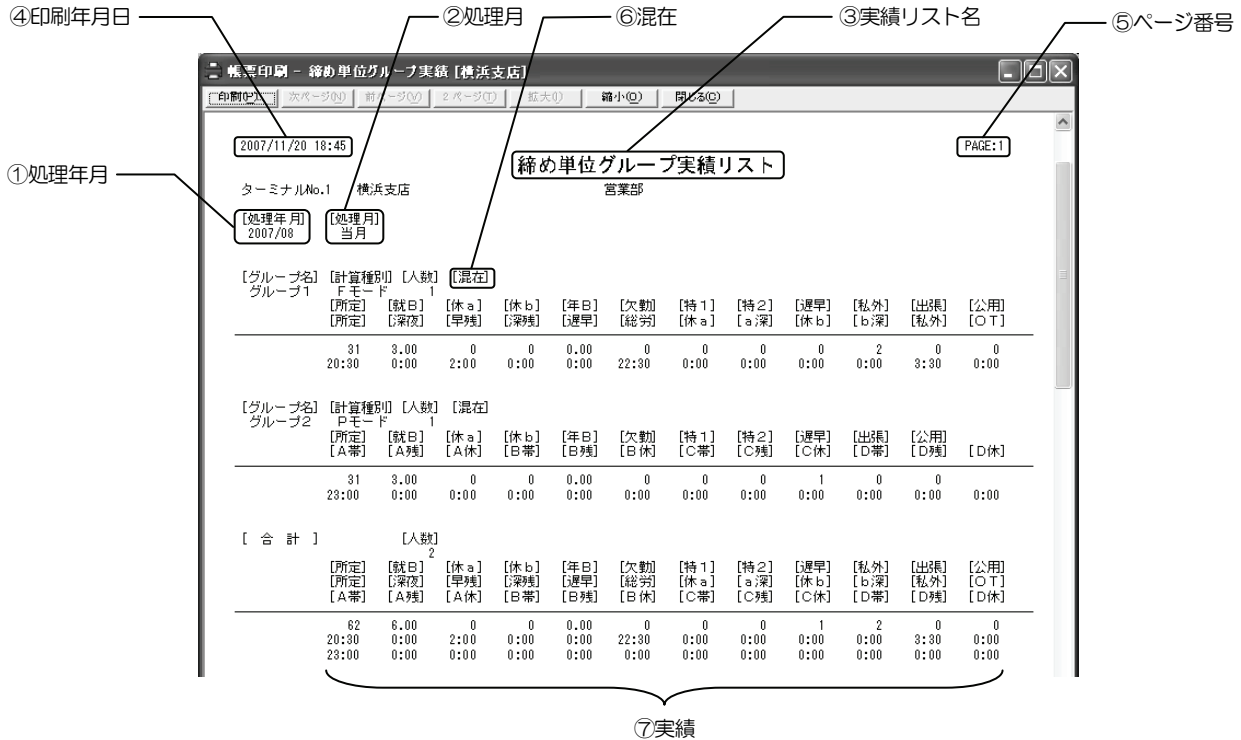 ④印刷年月日 ②処理月 ⑥混在 ③実績リスト名 ⑤ページ番号
帳票印刷 - 締め単位グループ実績 [横浜支店]
印刷(P)... 次ページ(N) 前ページ(V) 2 ページ(T) 拡大(I) 縮小(O) 閉じる(C)
2007/11/20 18:45 PAGE:1
締め単位グループ実績リスト
①処理年月
ターミナルNo.1 横浜支店 営業部
[処理年月] [処理月]
2007/08 当月
[グループ名] [計算種別] [人数] [混在]
グループ1 Fモード 1
[所定] [就B] [休a] [休b] [年B] [欠勤] [特1] [特2] [遅早] [私外] [出張] [公用]
[所定] [深夜] [早残] [深残] [遅早] [総労] [休a] [a深] [休b] [b深] [私外] [OT]
31 3.00 0 0 0.00 0 0 0 0 2 0 0
20:30 0:00 2:00 0:00 0:00 22:30 0:00 0:00 0:00 0:00 3:30 0:00
[グループ名] [計算種別] [人数] [混在]
グループ2 Pモード 1
[所定] [就B] [休a] [休b] [年B] [欠勤] [特1] [特2] [遅早] [出張] [公用]
[A帯] [A残] [A休] [B帯] [B残] [B休] [C帯] [C残] [C休] [D帯] [D残] [D休]
31 3.00 0 0 0.00 0 0 0 1 0 0
23:00 0:00 0:00 0:00 0:00 0:00 0:00 0:00 0:00 0:00 0:00 0:00
[ 合 計 ] [人数]
2
[所定] [就B] [休a] [休b] [年B] [欠勤] [特1] [特2] [遅早] [私外] [出張] [公用]
[所定] [深夜] [早残] [深残] [遅早] [総労] [休a] [a深] [休b] [b深] [私外] [OT]
[A帯] [A残] [A休] [B帯] [B残] [B休] [C帯] [C残] [C休] [D帯] [D残] [D休]
62 6.00 0 0 0.00 0 0 0 1 2 0 0
20:30 0:00 2:00 0:00 0:00 22:30 0:00 0:00 0:00 0:00 3:30 0:00
23:00 0:00 0:00 0:00 0:00 0:00 0:00 0:00 0:00 0:00 0:00 0:00
⑦実績